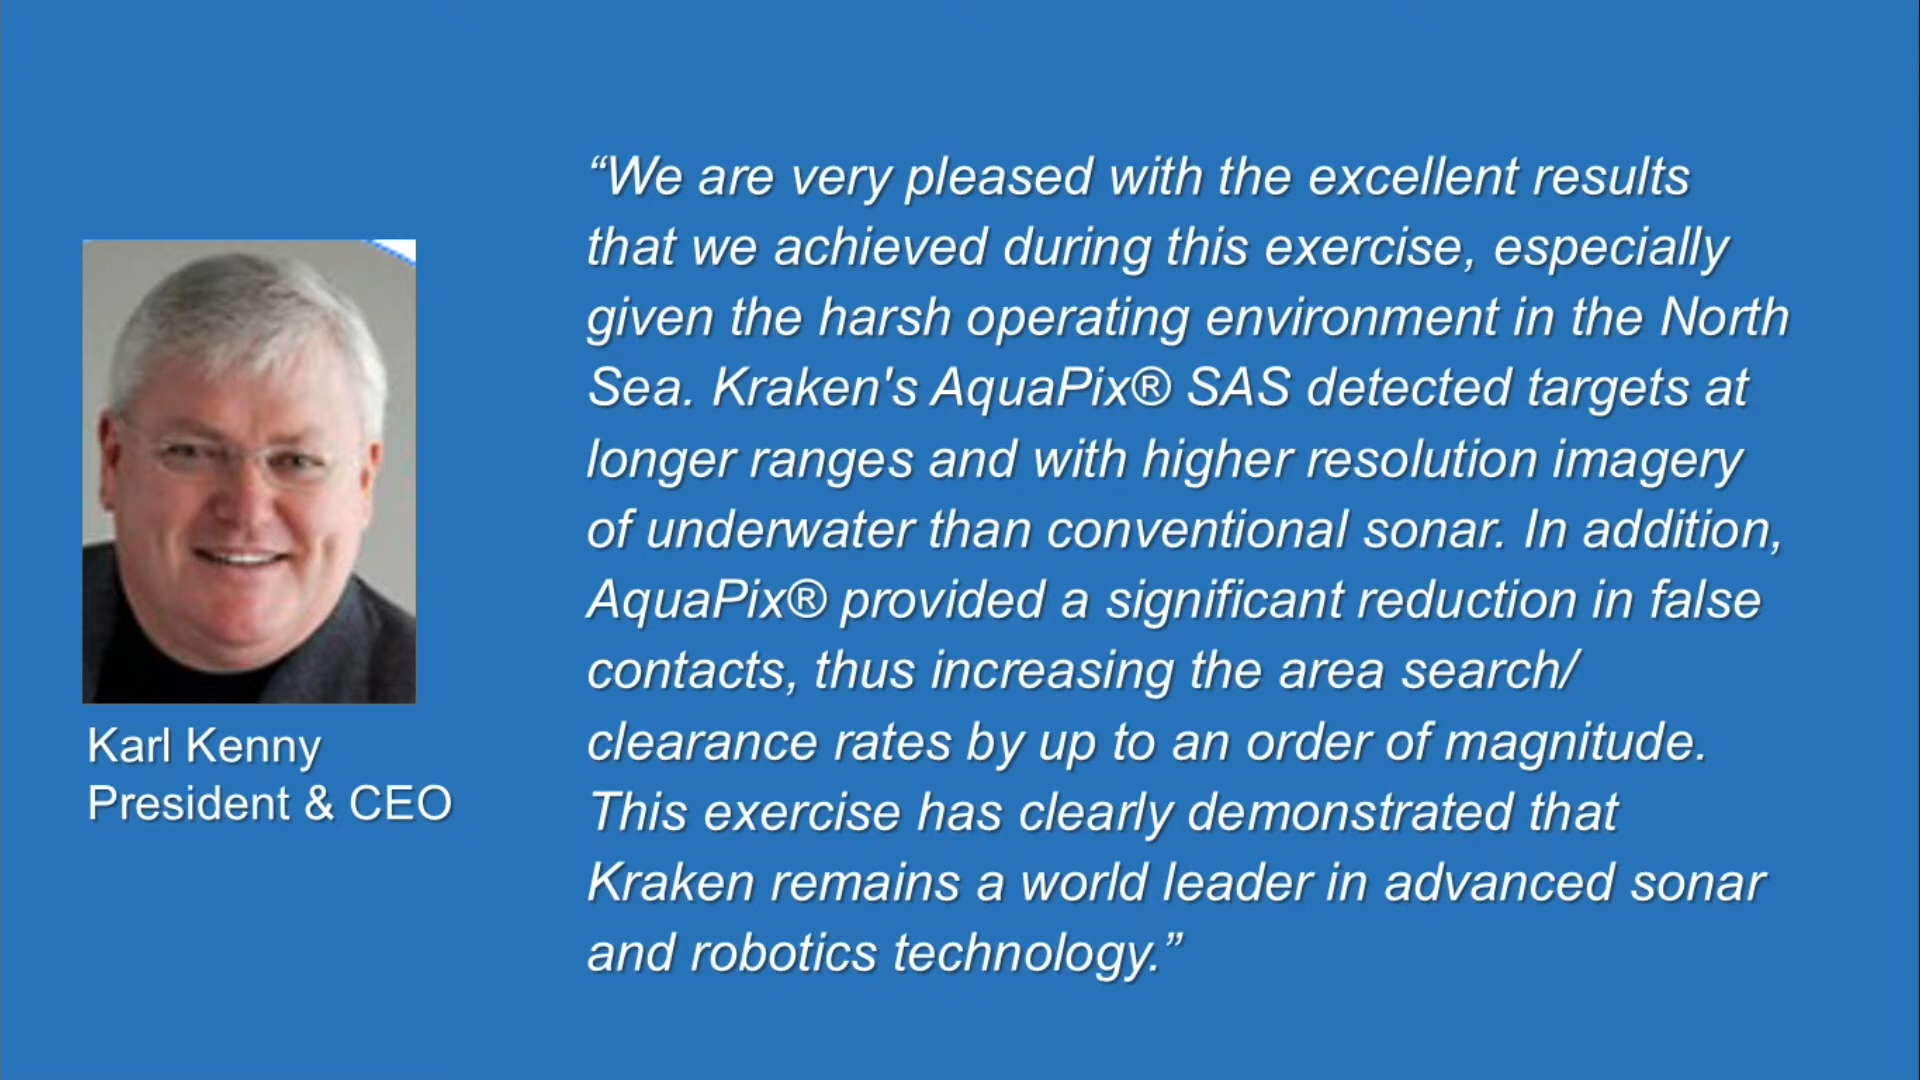 “We are very pleased with the excellent results
that we achieved during this exercise, especially
given the harsh operating environment in the North
Sea. Kraken's AquaPix® SAS detected targets at
longer ranges and with higher resolution imagery
of underwater than conventional sonar. In addition,
AquaPix® provided a significant reduction in false
contacts, thus increasing the area search/
clearance rates by up to an order of magnitude.
This exercise has clearly demonstrated that
Kraken remains a world leader in advanced sonar
and robotics technology.”
Karl Kenny
President & CEO